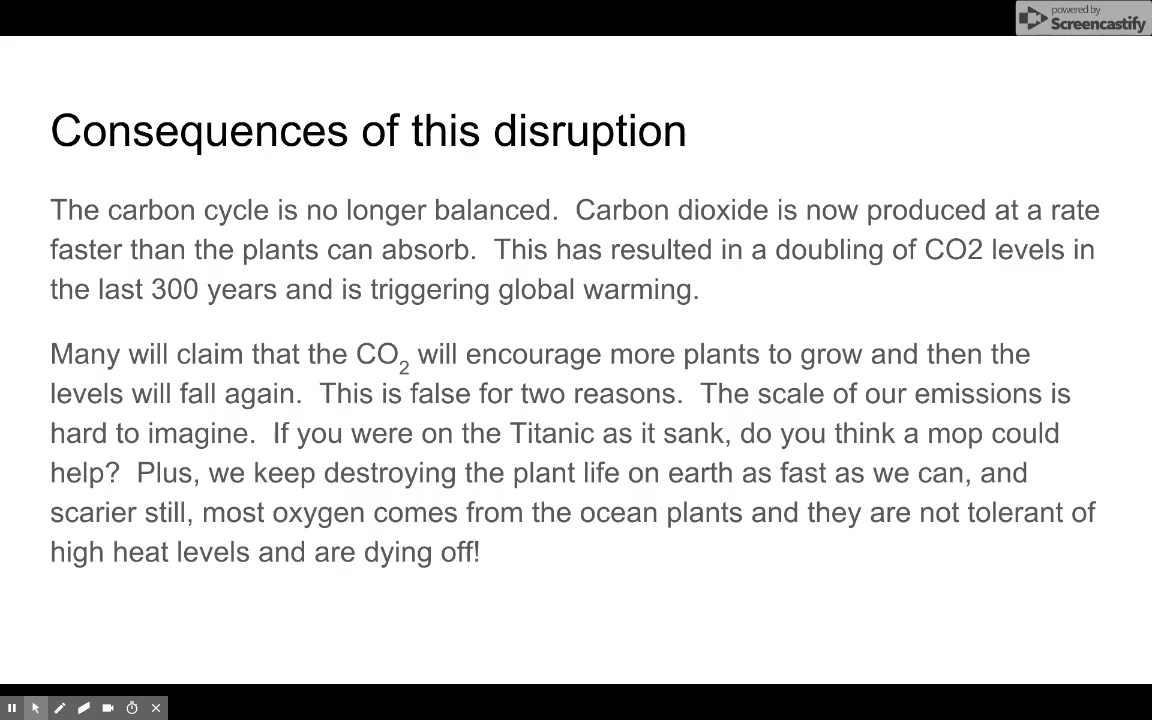 powered by
Screencastify
Consequences of this disruption
The carbon cycle is no longer balanced.  Carbon dioxide is now produced at a rate
faster than the plants can absorb.  This has resulted in a doubling of CO2 levels in
the last 300 years and is triggering global warming.
Many will claim that the CO₂ will encourage more plants to grow and then the
levels will fall again.  This is false for two reasons.  The scale of our emissions is
hard to imagine.  If you were on the Titanic as it sank, do you think a mop could
help?  Plus, we keep destroying the plant life on earth as fast as we can, and
scarier still, most oxygen comes from the ocean plants and they are not tolerant of
high heat levels and are dying off!